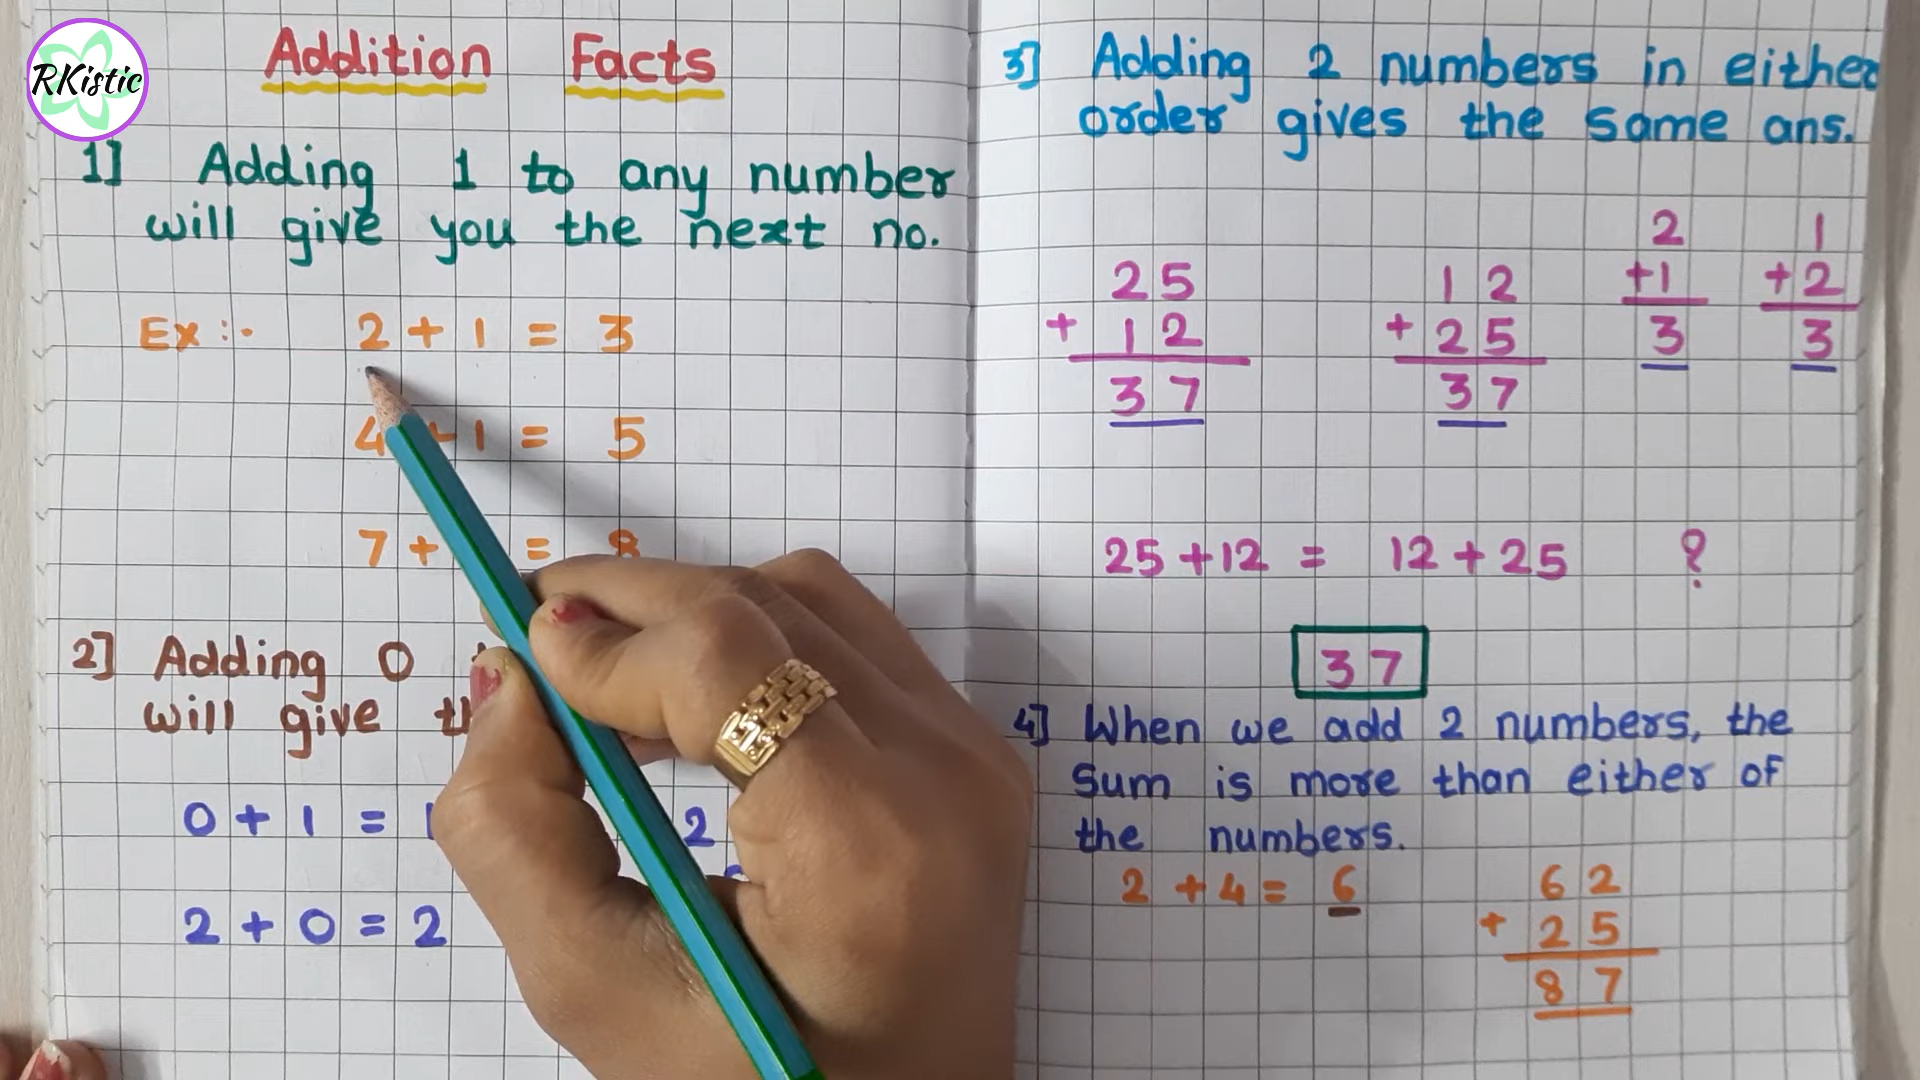 RKistic
Addition Facts
1] Adding 1 to any number
will give you the next no.
Ex :- 2 + 1 = 3
4 + 1 = 5
7 + = 8
2] Adding 0
will give
0 + 1 = 1
2
2 + 0 = 2
3] Adding 2 numbers in either
order gives the same ans.
25
+ 12
37
12
+ 25
37
2
+1
3
1
+2
3
25 + 12 = 12 + 25 ?
37
4] When we add 2 numbers, the
sum is more than either of
the numbers.
2 + 4 = 6
62
+ 25
87